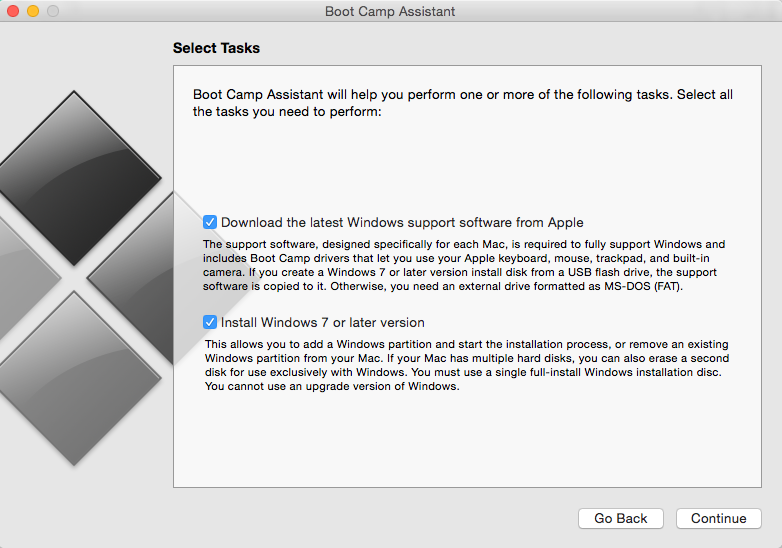 Boot Camp Assistant
Select Tasks
Boot Camp Assistant will help you perform one or more of the following tasks. Select all
the tasks you need to perform:
Download the latest Windows support software from Apple
The support software, designed specifically for each Mac, is required to fully support Windows and
includes Boot Camp drivers that let you use your Apple keyboard, mouse, trackpad, and built-in
camera. If you create a Windows 7 or later version install disk from a USB flash drive, the support
software is copied to it. Otherwise, you need an external drive formatted as MS-DOS (FAT).
Install Windows 7 or later version
This allows you to add a Windows partition and start the installation process, or remove an existing
Windows partition from your Mac. If your Mac has multiple hard disks, you can also erase a second
disk for use exclusively with Windows. You must use a single full-install Windows installation disc.
You cannot use an upgrade version of Windows.
Go Back
Continue